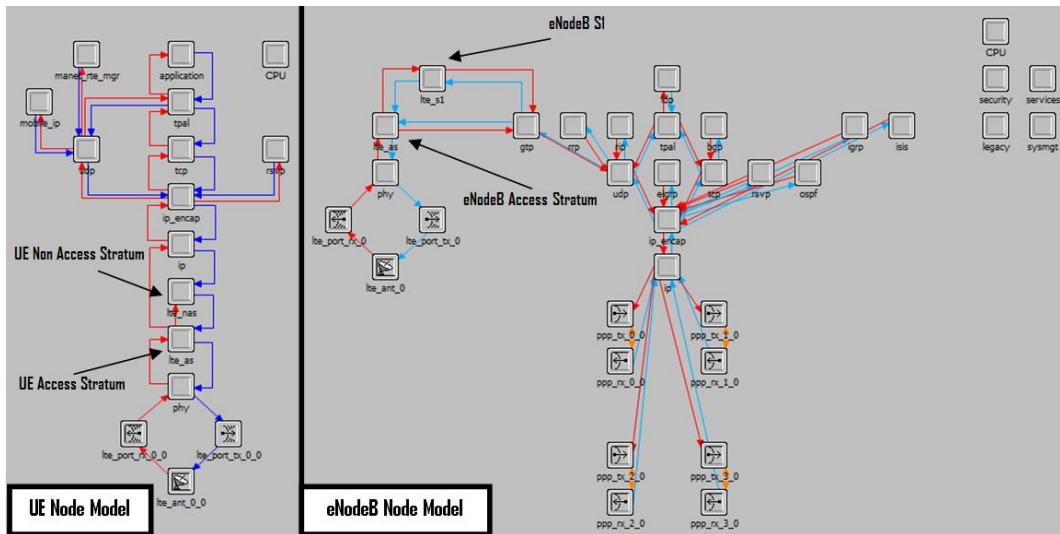 manet_rte_mgr
application
CPU
mobile_ip
tpal
udp
tcp
rsvp
ip_encap
UE Non Access Stratum
ip
lte_nas
lte_as
UE Access Stratum
phy
lte_port_rx_0_0
lte_port_tx_0_0
lte_ant_0_0
UE Node Model
eNodeB S1
lte_s1
lte_as
gtp
rrp
rip
tpal
bgp
igrp
isis
CPU
security
services
legacy
sysmgt
phy
eNodeB Access Stratum
udp
eigrp
tcp
rsvp
ospf
lte_port_rx_0
lte_port_tx_0
ip_encap
lte_ant_0
ip
ppp_tx_0_0
ppp_tx_1_0
ppp_rx_0_0
ppp_rx_1_0
ppp_tx_2_0
ppp_tx_3_0
ppp_rx_2_0
ppp_rx_3_0
eNodeB Node Model